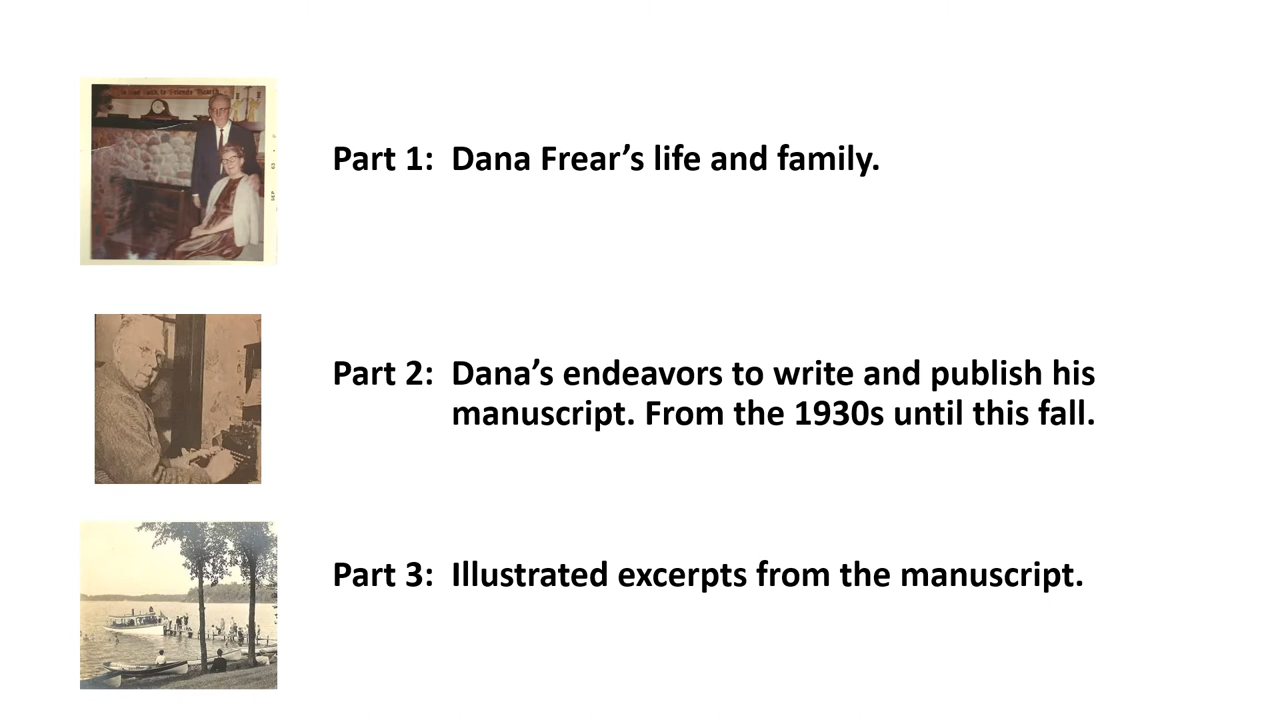 Part 1: Dana Frear’s life and family.
Part 2: Dana’s endeavors to write and publish his
manuscript. From the 1930s until this fall.
Part 3: Illustrated excerpts from the manuscript.